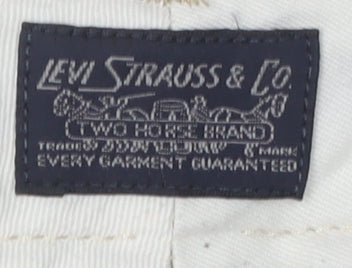 LEVI STRAUSS & CO.
TWO HORSE BRAND
TRADE MARK
EVERY GARMENT GUARANTEED